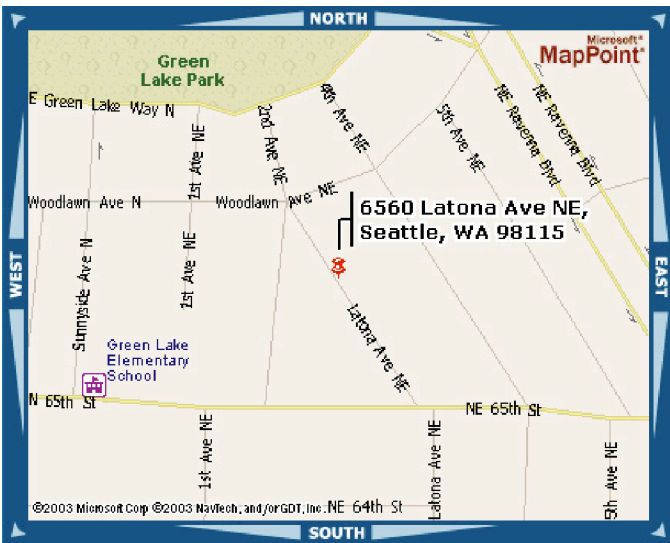 NORTH
Microsoft®
MapPoint®
Green
Lake Park
E Green Lake Way N
2nd Ave NE
4th Ave NE
5th Ave NE
NE Ravenna Blvd
NE Ravenna Blvd
1st Ave NE
Woodlawn Ave N
Woodlawn Ave NE
6560 Latona Ave NE,
Seattle, WA 98115
WEST
EAST
Sunnyside Ave N
1st Ave NE
Latona Ave NE
Green Lake
Elementary
School
N 65th St
NE 65th St
1st Ave NE
Latona Ave NE
5th Ave NE
©2003 Microsoft Corp ©2003 NavTech, and/or GDT, Inc.
NE 64th St
SOUTH